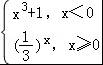 x³+1, x<0
(1/3)ˣ, x≥0